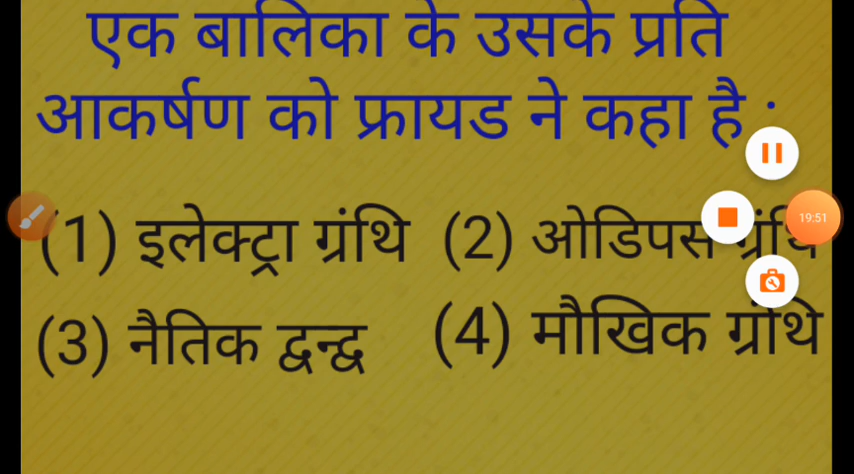 एक बालिका के उसके प्रति
आकर्षण को फ्रायड ने कहा है :
(1) इलेक्ट्रा ग्रंथि (2) ओडिपस ग्रंथि
19:51
(3) नैतिक द्वन्द्व (4) मौखिक ग्रंथि